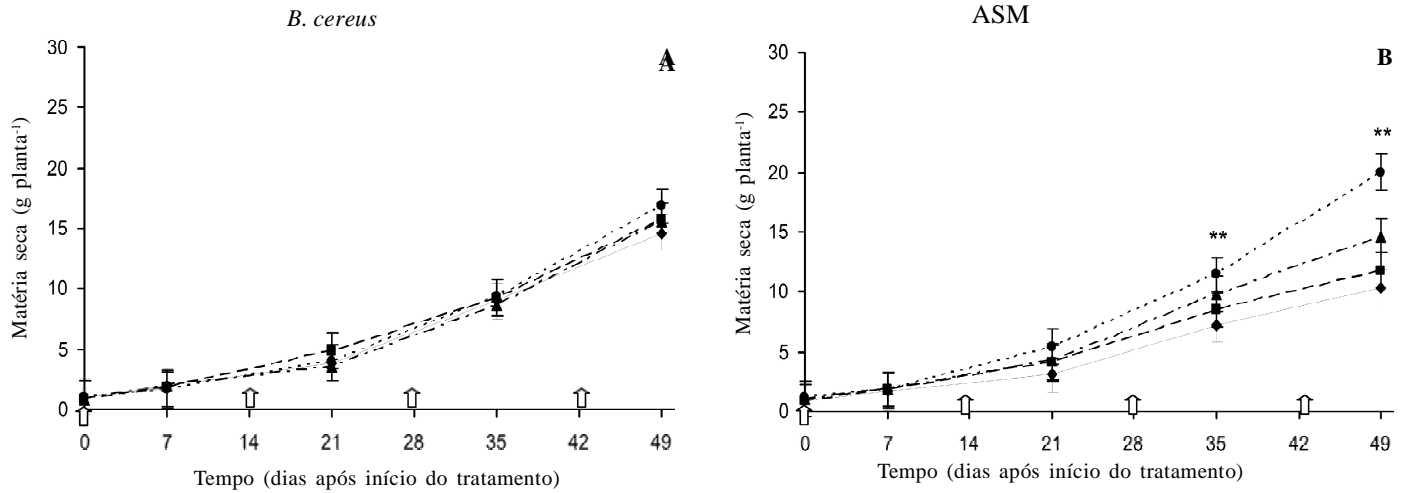 B. cereus
A
Matéria seca (g planta-1)
30
25
20
15
10
5
0
0 7 14 21 28 35 42 49
Tempo (dias após início do tratamento)
ASM
B
Matéria seca (g planta-1)
30
25
20
15
10
5
0
**
**
0 7 14 21 28 35 42 49
Tempo (dias após início do tratamento)